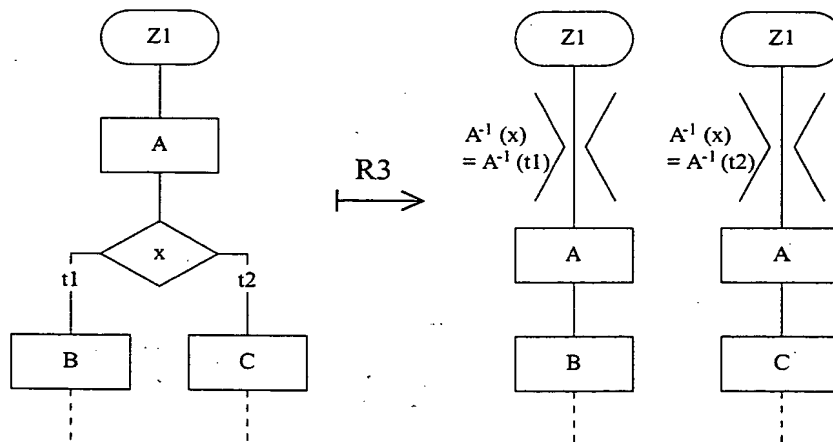 Z1
A
x
t1
t2
B
C
R3
Z1
A⁻¹ (x)
= A⁻¹ (t1)
A
B
Z1
A⁻¹ (x)
= A⁻¹ (t2)
A
C